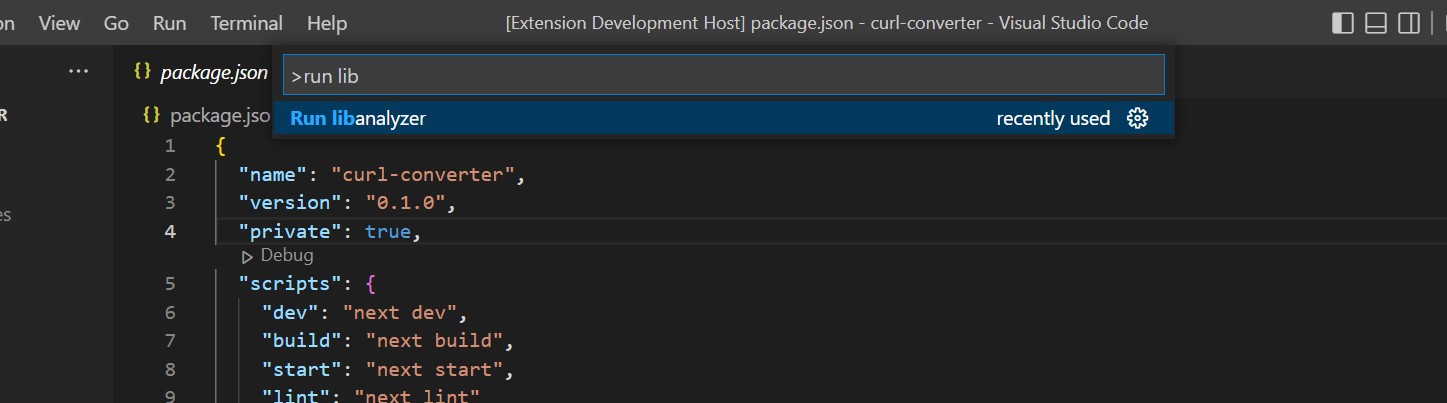 on View Go Run Terminal Help [Extension Development Host] package.json - curl-converter - Visual Studio Code
... {} package.json
>run lib
R {} package.jso
Run libanalyzer recently used
1 {
2 "name": "curl-converter",
3 "version": "0.1.0",
es
4 "private": true,
Debug
5 "scripts": {
6 "dev": "next dev",
7 "build": "next build",
8 "start": "next start",
9 "lint": "next lint"